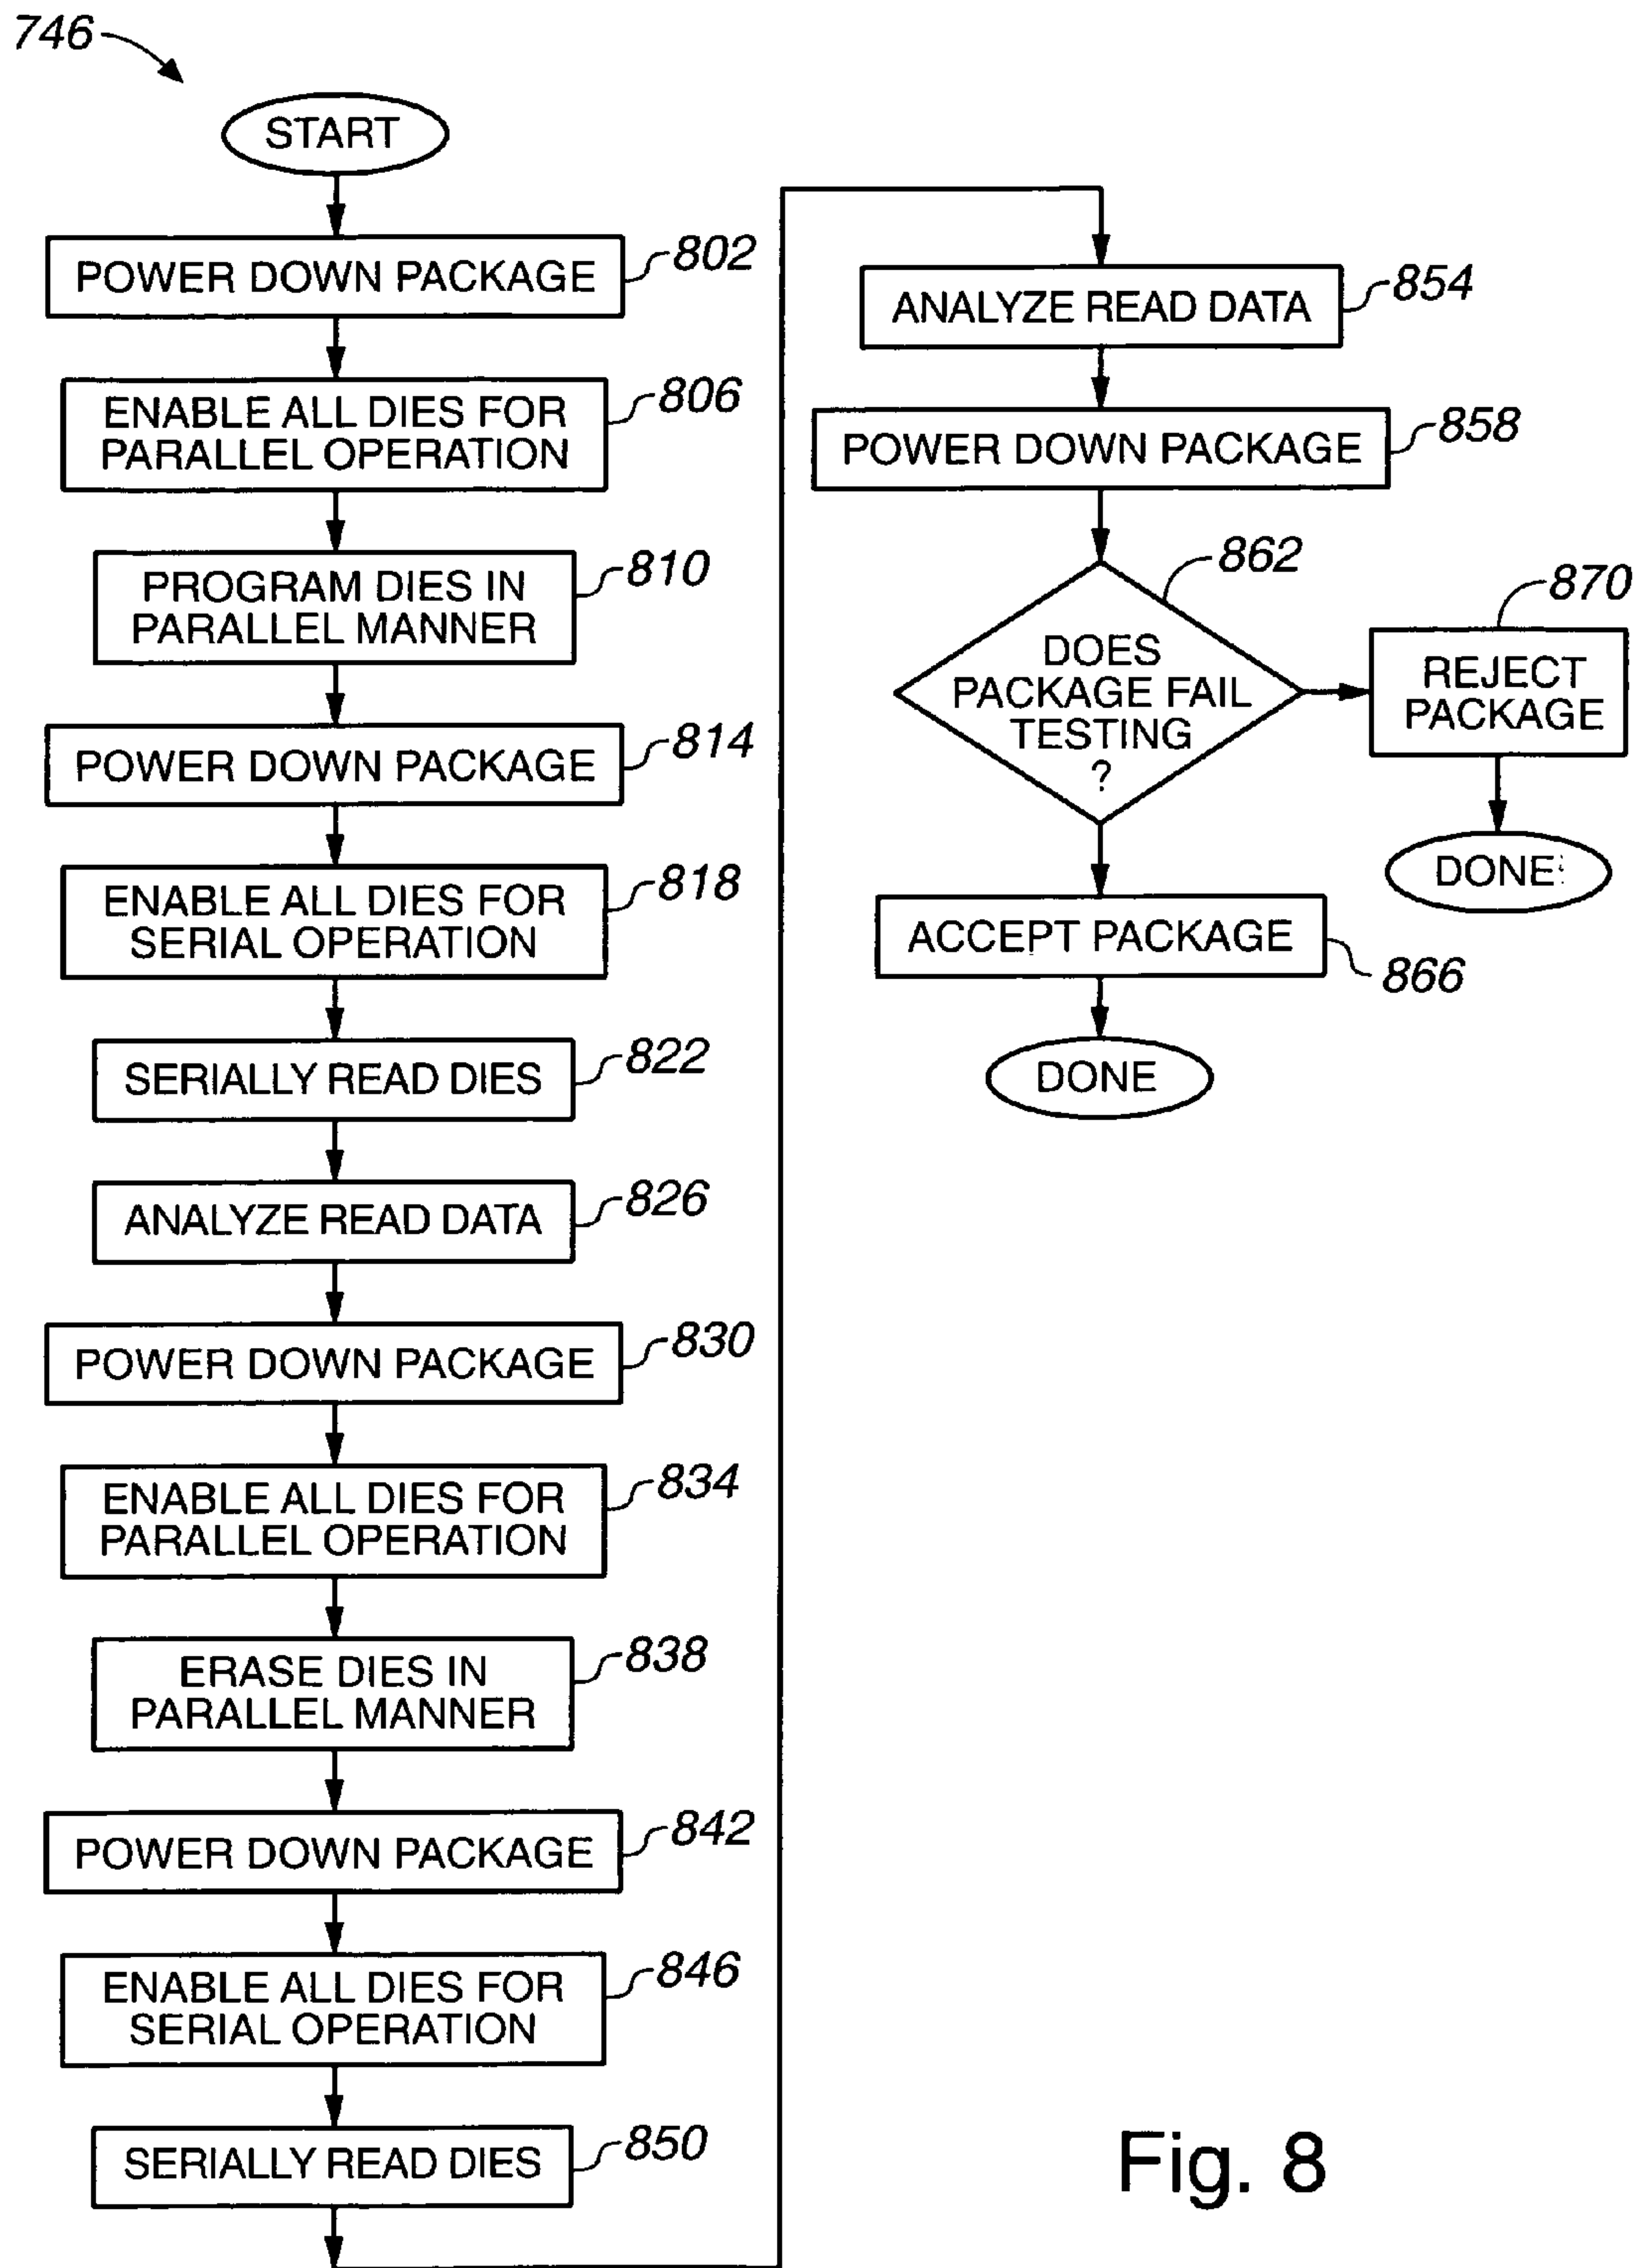 746
START
POWER DOWN PACKAGE
802
ENABLE ALL DIES FOR
PARALLEL OPERATION
806
PROGRAM DIES IN
PARALLEL MANNER
810
POWER DOWN PACKAGE
814
ENABLE ALL DIES FOR
SERIAL OPERATION
818
SERIALLY READ DIES
822
ANALYZE READ DATA
826
POWER DOWN PACKAGE
830
ENABLE ALL DIES FOR
PARALLEL OPERATION
834
ERASE DIES IN
PARALLEL MANNER
838
POWER DOWN PACKAGE
842
ENABLE ALL DIES FOR
SERIAL OPERATION
846
SERIALLY READ DIES
850
ANALYZE READ DATA
854
POWER DOWN PACKAGE
858
DOES
PACKAGE FAIL
TESTING
?
862
REJECT
PACKAGE
870
DONE
ACCEPT PACKAGE
866
DONE
Fig. 8